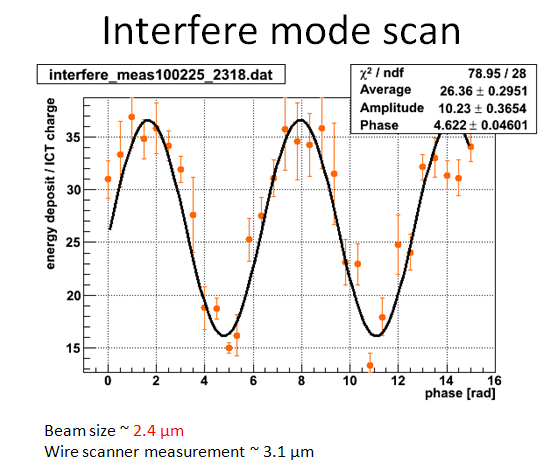 Interfere mode scan
interfere_meas100225_2318.dat
χ² / ndf 78.95 / 28
Average 26.36 ± 0.2951
Amplitude 10.23 ± 0.3654
Phase 4.622 ± 0.04601
energy deposit / ICT charge
35
30
25
20
15
0 2 4 6 8 10 12 14 16
phase [rad]
Beam size ~ 2.4 μm
Wire scanner measurement ~ 3.1 μm